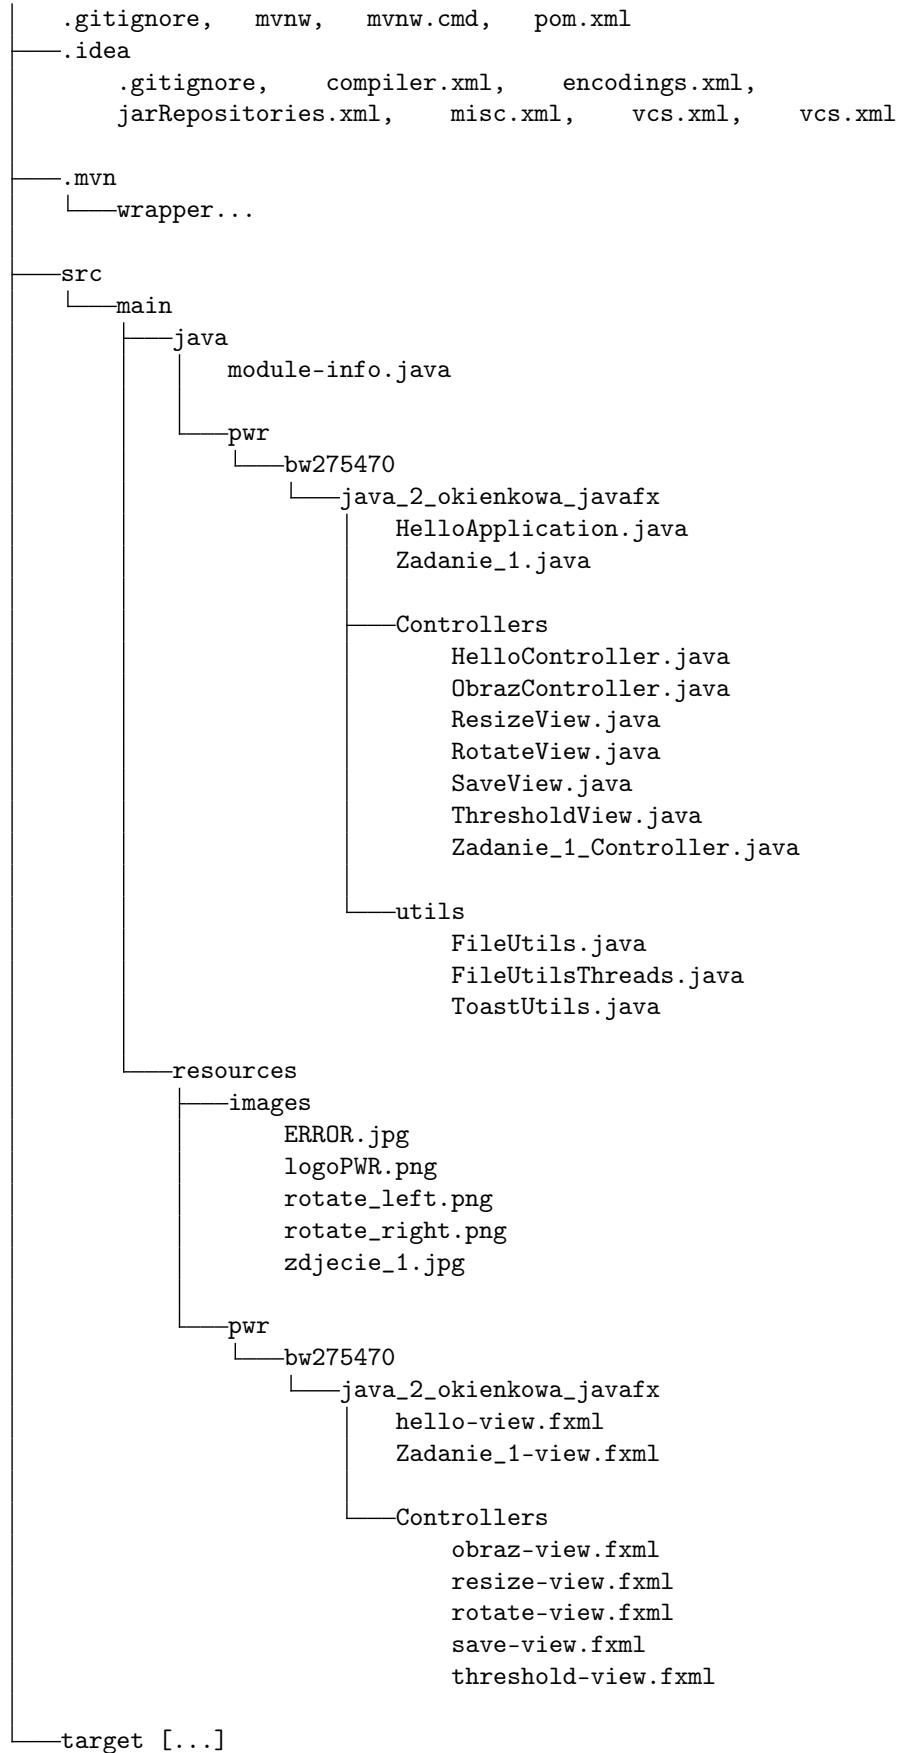 .gitignore, mvnw, mvnw.cmd, pom.xml
.idea
.gitignore, compiler.xml, encodings.xml,
jarRepositories.xml, misc.xml, vcs.xml, vcs.xml
.mvn
wrapper...
src
main
java
module-info.java
pwr
bw275470
java_2_okienkowa_javafx
HelloApplication.java
Zadanie_1.java
Controllers
HelloController.java
ObrazController.java
ResizeView.java
RotateView.java
SaveView.java
ThresholdView.java
Zadanie_1_Controller.java
utils
FileUtils.java
FileUtilsThreads.java
ToastUtils.java
resources
images
ERROR.jpg
logoPWR.png
rotate_left.png
rotate_right.png
zdjecie_1.jpg
pwr
bw275470
java_2_okienkowa_javafx
hello-view.fxml
Zadanie_1-view.fxml
Controllers
obraz-view.fxml
resize-view.fxml
rotate-view.fxml
save-view.fxml
threshold-view.fxml
target [...]